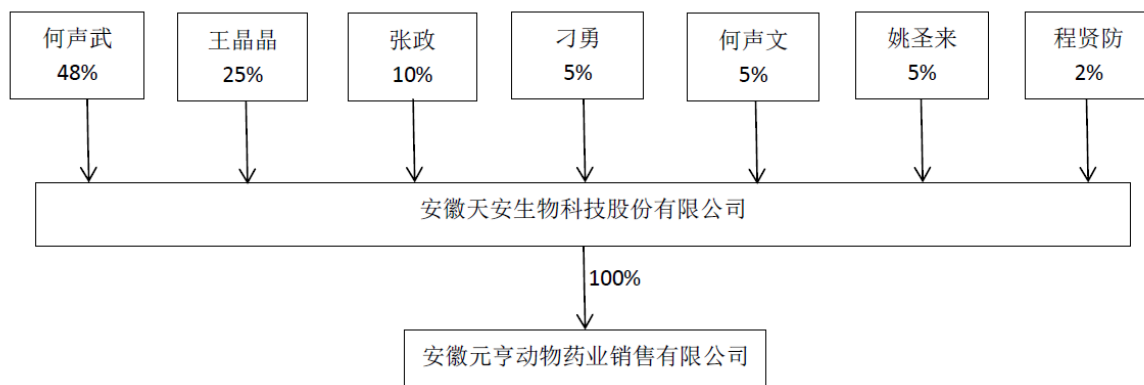 何声武
48%
王晶晶
25%
张政
10%
刁勇
5%
何声文
5%
姚圣来
5%
程贤防
2%
安徽天安生物科技股份有限公司
100%
安徽元亨动物药业销售有限公司